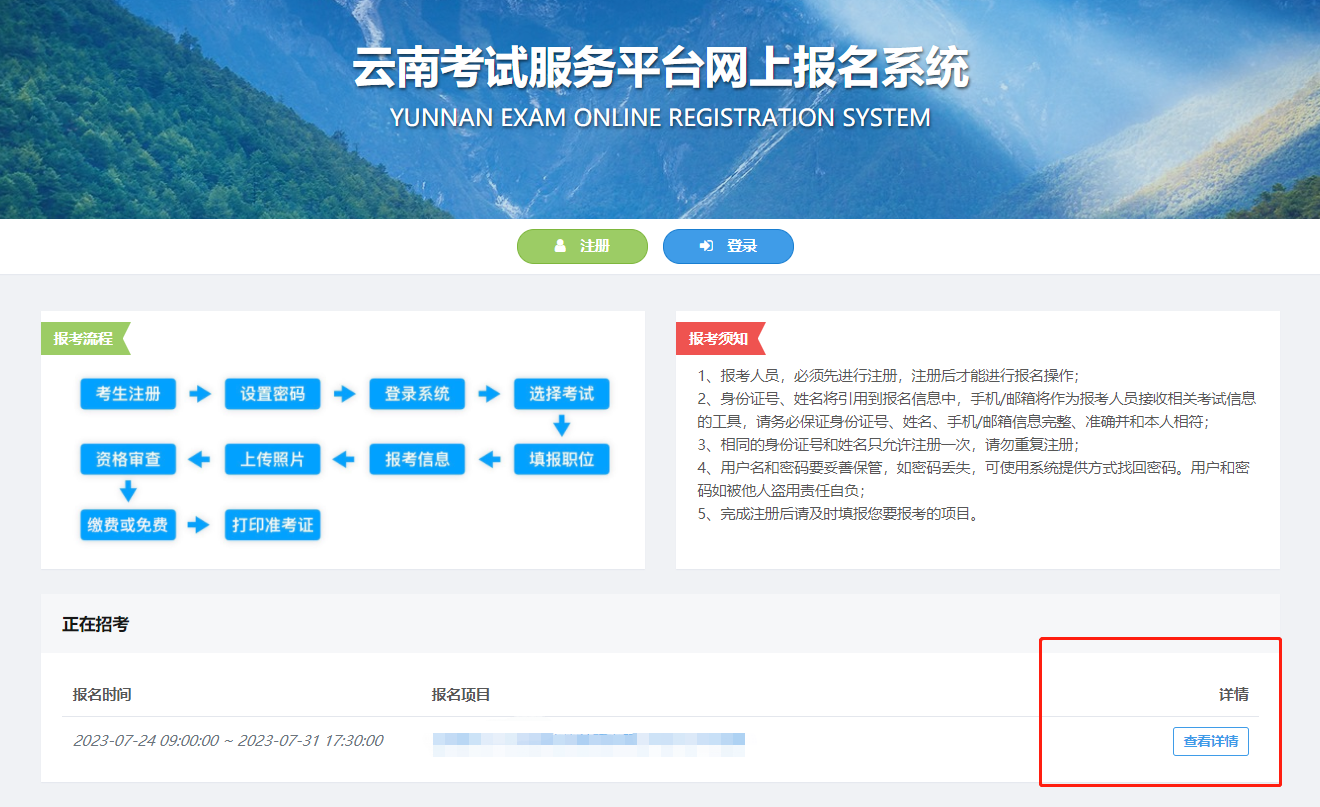 云南考试服务平台网上报名系统
YUNNAN EXAM ONLINE REGISTRATION SYSTEM
注册
登录
报考流程
考生注册
设置密码
登录系统
选择考试
资格审查
上传照片
报考信息
填报职位
缴费或免费
打印准考证
报考须知
1、报考人员，必须先进行注册，注册后才能进行报名操作；
2、身份证号、姓名将引用到报名信息中，手机/邮箱将作为报考人员接收相关考试信息
的工具，请务必保证身份证号、姓名、手机/邮箱信息完整、准确并和本人相符；
3、相同的身份证号和姓名只允许注册一次，请勿重复注册；
4、用户名和密码要妥善保管，如密码丢失，可使用系统提供方式找回密码。用户和密
码如被他人盗用责任自负；
5、完成注册后请及时填报您要报考的项目。
正在招考
报名时间
报名项目
详情
2023-07-24 09:00:00 ~ 2023-07-31 17:30:00
查看详情